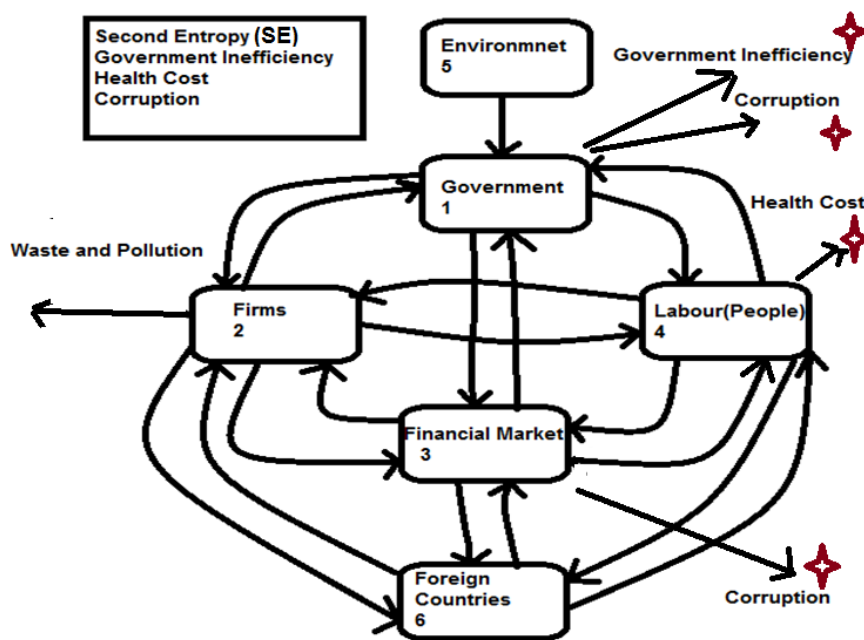 Second Entropy (SE)
Government Inefficiency
Health Cost
Corruption
Environmnet
5
Government Inefficiency
Corruption
Government
1
Health Cost
Waste and Pollution
Firms
2
Labour(People)
4
Financial Market
3
Foreign
Countries
6
Corruption